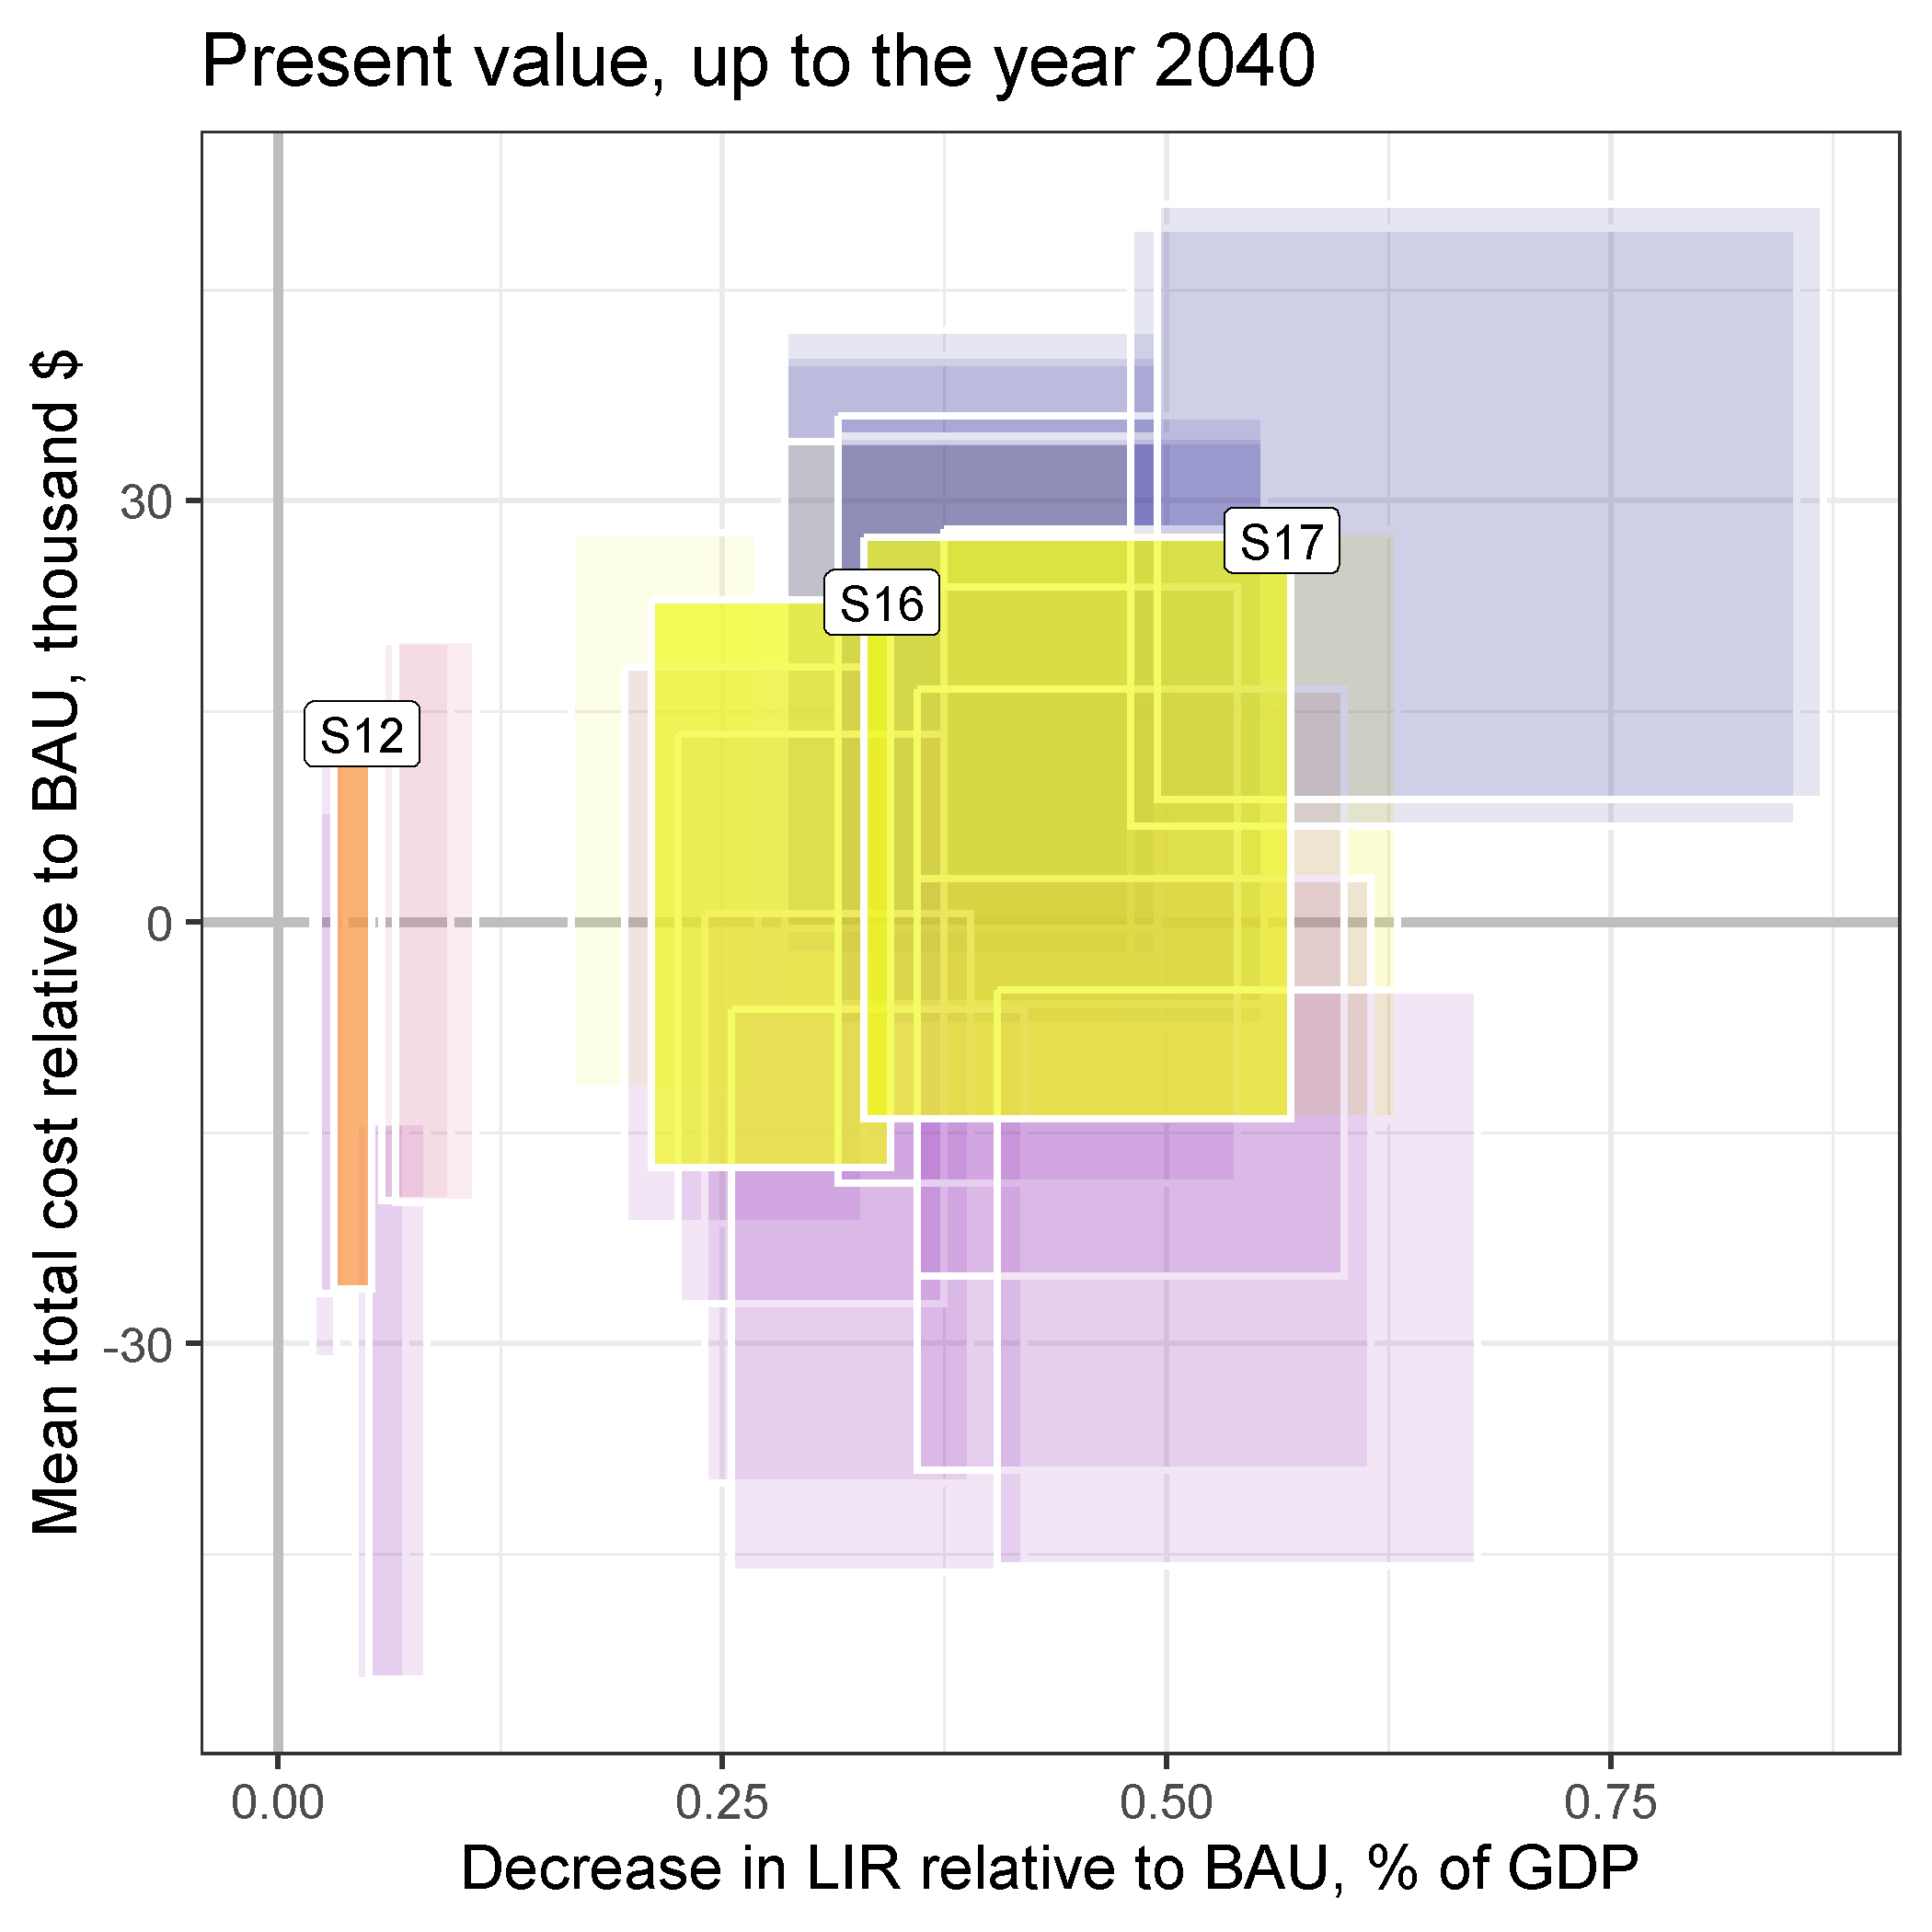 Present value, up to the year 2040
Mean total cost relative to BAU, thousand $
30
0
-30
S17
S16
S12
0.00 0.25 0.50 0.75
Decrease in LIR relative to BAU, % of GDP